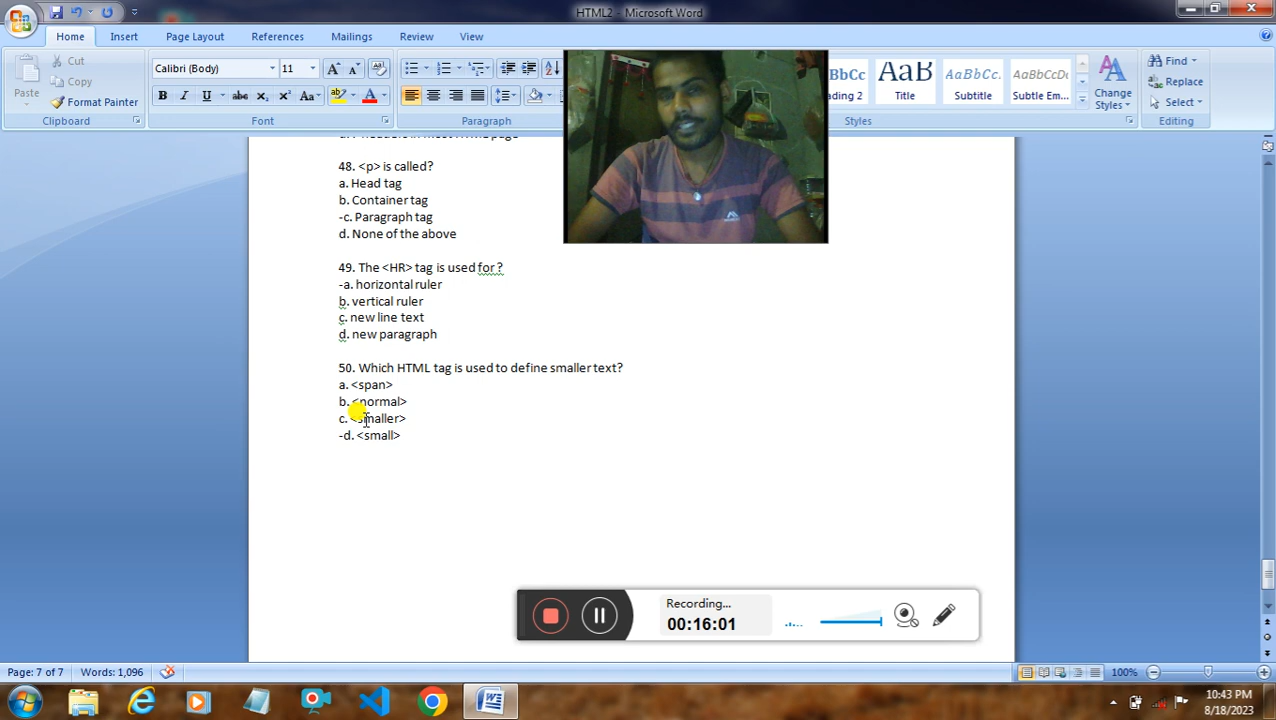 HTML2 - Microsoft Word
Home Insert Page Layout References Mailings Review View
Paste
Cut
Copy
Format Painter
Clipboard
Calibri (Body) 11
Font
Paragraph
AaBbCc. AaBbCcDc
Title Subtitle Subtle Em...
Styles
Change Styles
Find
Replace
Select
Editing
48. <p> is called?
a. Head tag
b. Container tag
-c. Paragraph tag
d. None of the above
49. The <HR> tag is used for ?
-a. horizontal ruler
b. vertical ruler
c. new line text
d. new paragraph
50. Which HTML tag is used to define smaller text?
a. <span>
b. <normal>
c. <smaller>
-d. <small>
Recording...
00:16:01
Page: 7 of 7 Words: 1,096 100%
10:43 PM
8/18/2023